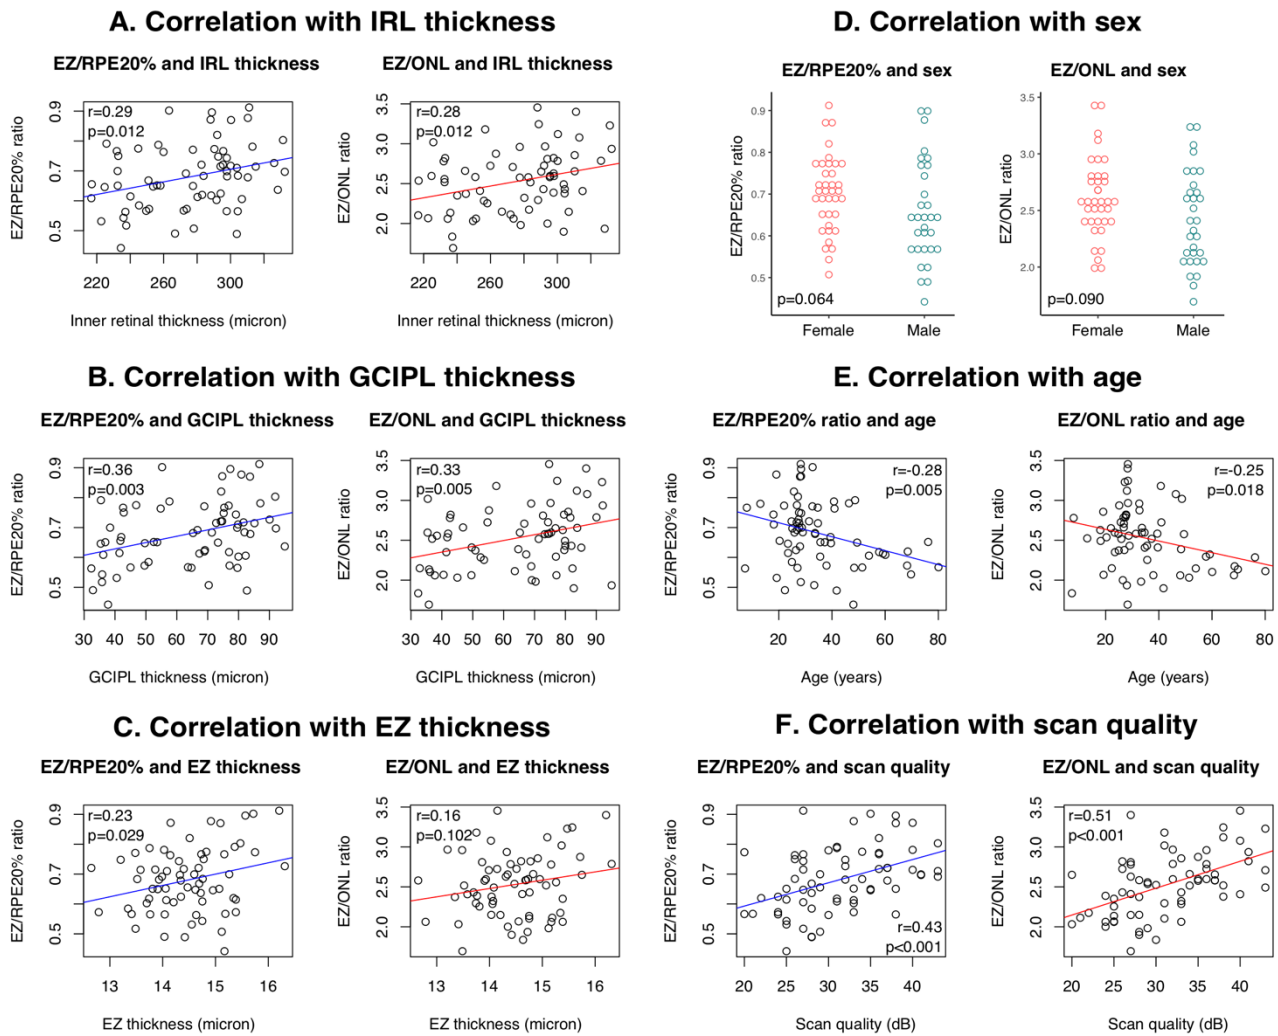 A. Correlation with IRL thickness
EZ/RPE20% and IRL thickness
EZ/RPE20% ratio
0.9
0.7
0.5
r=0.29
p=0.012
220 260 300
Inner retinal thickness (micron)
EZ/ONL and IRL thickness
EZ/ONL ratio
3.5
3.0
2.5
2.0
r=0.28
p=0.012
220 260 300
Inner retinal thickness (micron)
B. Correlation with GCIPL thickness
EZ/RPE20% and GCIPL thickness
EZ/RPE20% ratio
0.9
0.7
0.5
r=0.36
p=0.003
30 40 50 60 70 80 90
GCIPL thickness (micron)
EZ/ONL and GCIPL thickness
EZ/ONL ratio
3.5
3.0
2.5
2.0
r=0.33
p=0.005
30 40 50 60 70 80 90
GCIPL thickness (micron)
C. Correlation with EZ thickness
EZ/RPE20% and EZ thickness
EZ/RPE20% ratio
0.9
0.7
0.5
r=0.23
p=0.029
13 14 15 16
EZ thickness (micron)
EZ/ONL and EZ thickness
EZ/ONL ratio
3.5
3.0
2.5
2.0
r=0.16
p=0.102
13 14 15 16
EZ thickness (micron)
D. Correlation with sex
EZ/RPE20% and sex
EZ/RPE20% ratio
0.9
0.8
0.7
0.6
0.5
p=0.064
Female Male
EZ/ONL and sex
EZ/ONL ratio
3.5
3.0
2.5
2.0
p=0.090
Female Male
E. Correlation with age
EZ/RPE20% ratio and age
EZ/RPE20% ratio
0.9
0.7
0.5
r=-0.28
p=0.005
20 40 60 80
Age (years)
EZ/ONL ratio and age
EZ/ONL ratio
3.5
3.0
2.5
2.0
r=-0.25
p=0.018
20 40 60 80
Age (years)
F. Correlation with scan quality
EZ/RPE20% and scan quality
EZ/RPE20% ratio
0.9
0.7
0.5
r=0.43
p<0.001
20 25 30 35 40
Scan quality (dB)
EZ/ONL and scan quality
EZ/ONL ratio
3.5
3.0
2.5
2.0
r=0.51
p<0.001
20 25 30 35 40
Scan quality (dB)